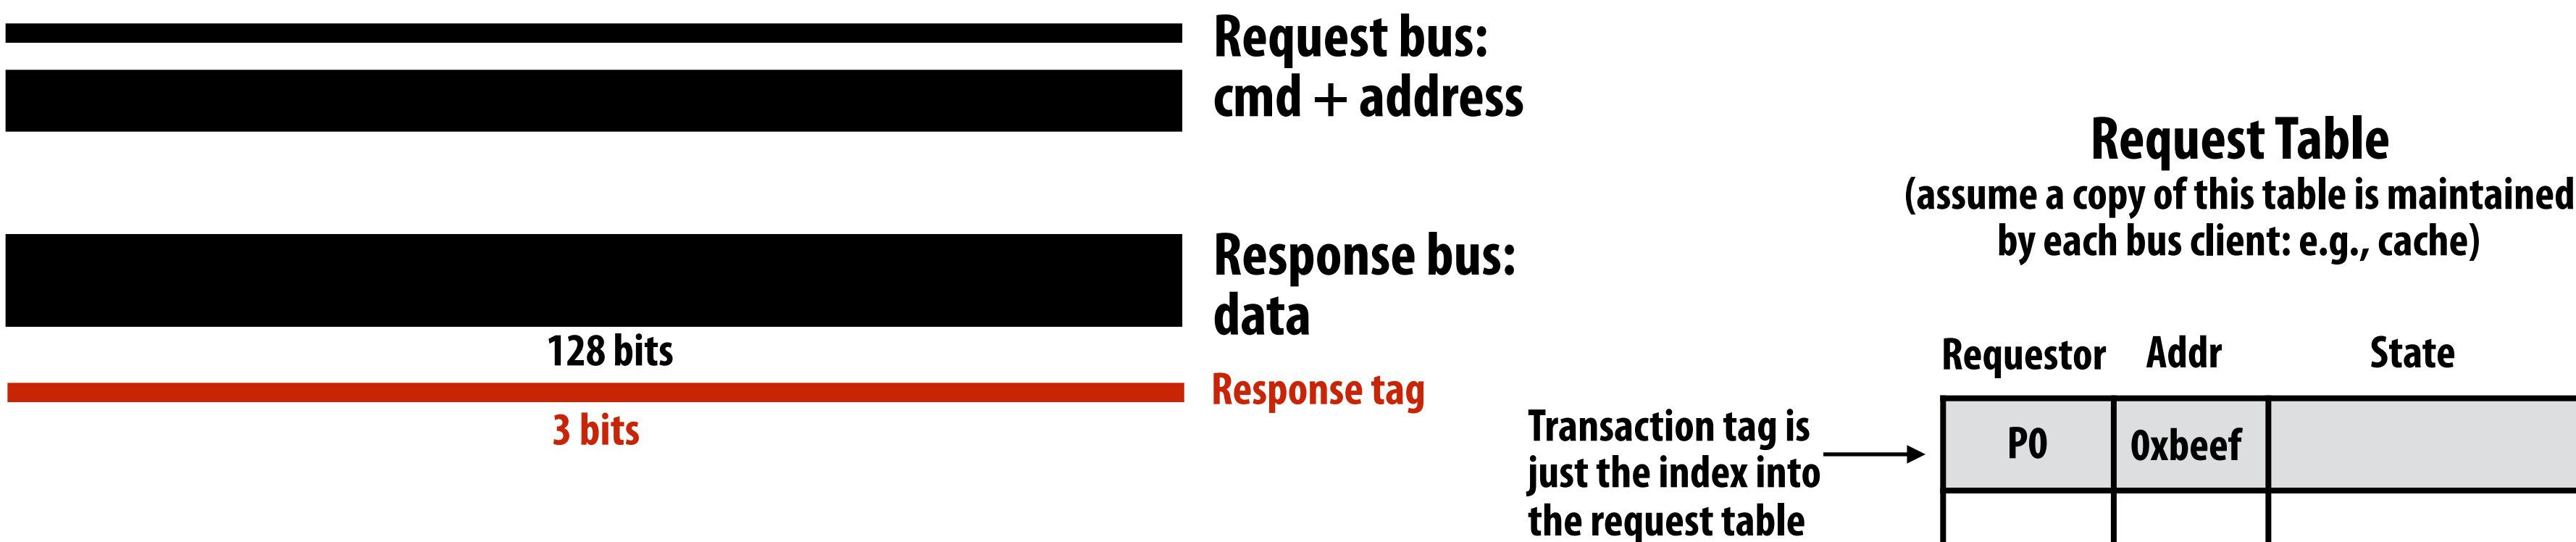 Request bus:
cmd + address
Response bus:
data
128 bits
Response tag
3 bits
Request Table
(assume a copy of this table is maintained
by each bus client: e.g., cache)
Requestor Addr State
Transaction tag is
just the index into
the request table
P0 0xbeef